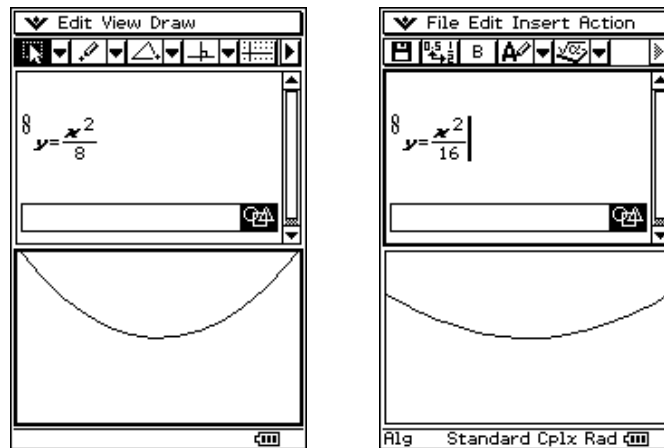 Edit View Draw
y=x²/8
File Edit Insert Action
B
y=x²/16
Alg Standard Cplx Rad